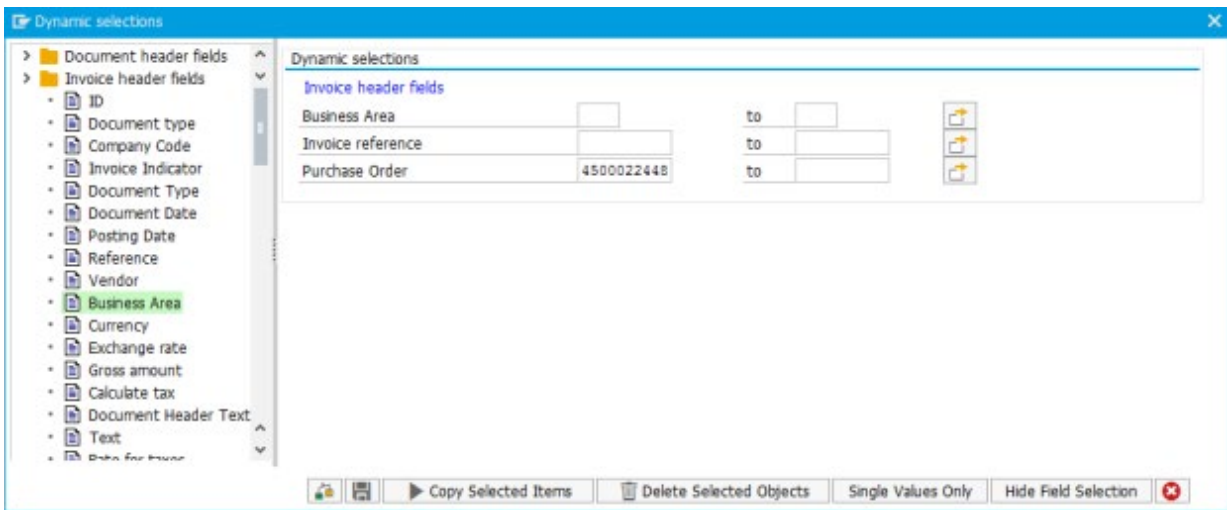 Dynamic selections
Document header fields
Invoice header fields
ID
Document type
Company Code
Invoice Indicator
Document Type
Document Date
Posting Date
Reference
Vendor
Business Area
Currency
Exchange rate
Gross amount
Calculate tax
Document Header Text
Text
Rate for taxes
Dynamic selections
Invoice header fields
Business Area to
Invoice reference to
Purchase Order 4500022448 to
Copy Selected Items Delete Selected Objects Single Values Only Hide Field Selection